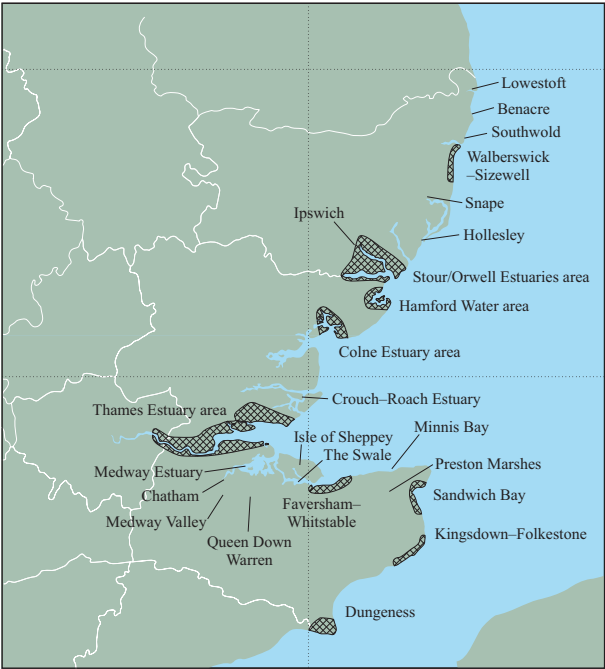 Lowestoft
Benacre
Southwold
Walberswick
–Sizewell
Snape
Ipswich
Hollesley
Stour/Orwell Estuaries area
Hamford Water area
Colne Estuary area
Crouch–Roach Estuary
Thames Estuary area
Minnis Bay
Isle of Sheppey
The Swale
Preston Marshes
Medway Estuary
Chatham
Sandwich Bay
Faversham–
Whitstable
Medway Valley
Queen Down
Warren
Kingsdown–Folkestone
Dungeness